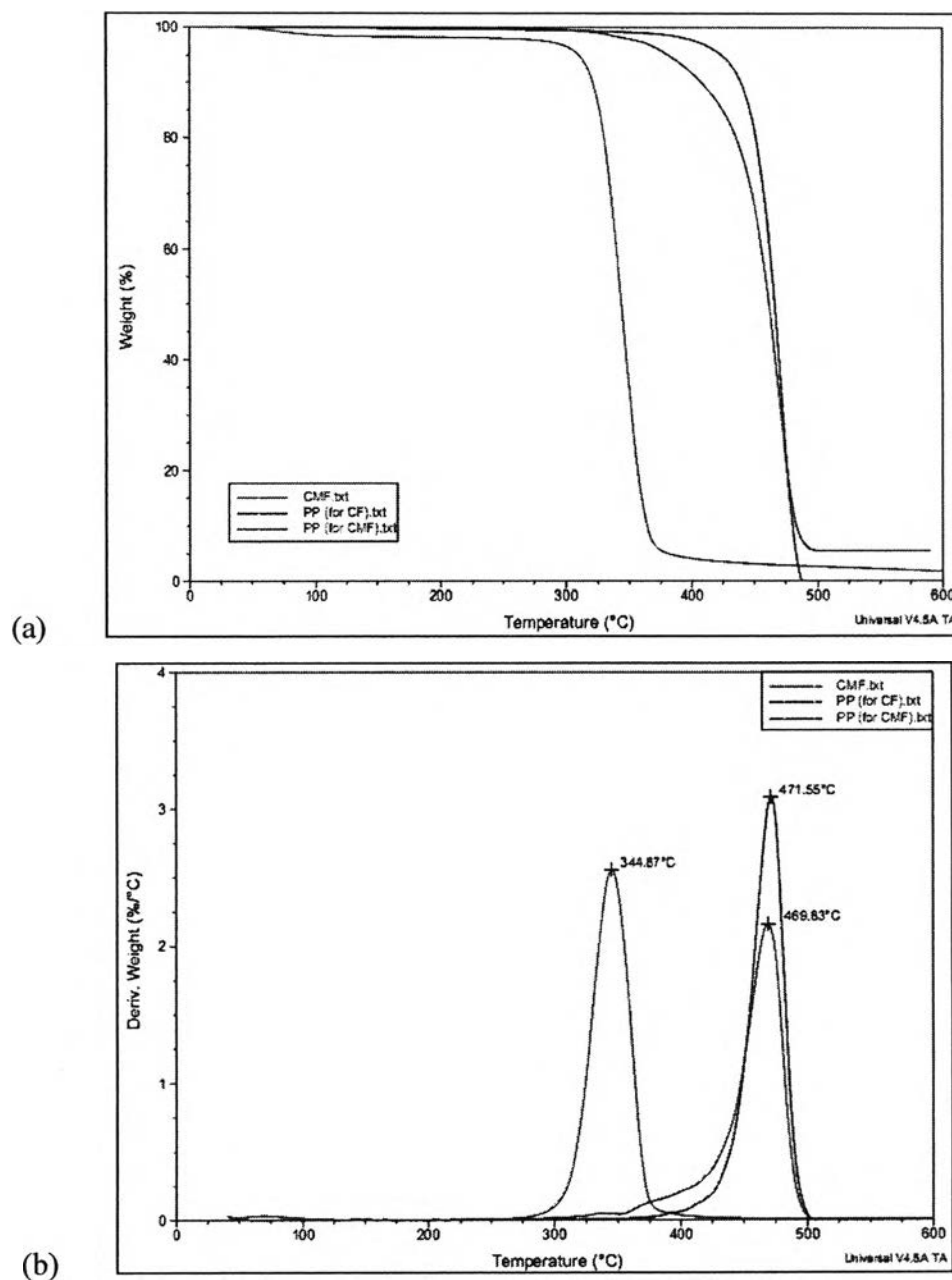 (a)
100
80
60
40
20
0
Weight (%)
CMF.txt
PP (for CF).txt
PP (for CMF).txt
0 100 200 300 400 500 600
Temperature (°C)
Universal V4.5A TA
(b)
4
3
2
1
0
Deriv. Weight (%/°C)
CMF.txt
PP (for CF).txt
PP (for CMF).txt
471.55°C
344.87°C
469.83°C
0 100 200 300 400 500 600
Temperature (°C)
Universal V4.5A TA